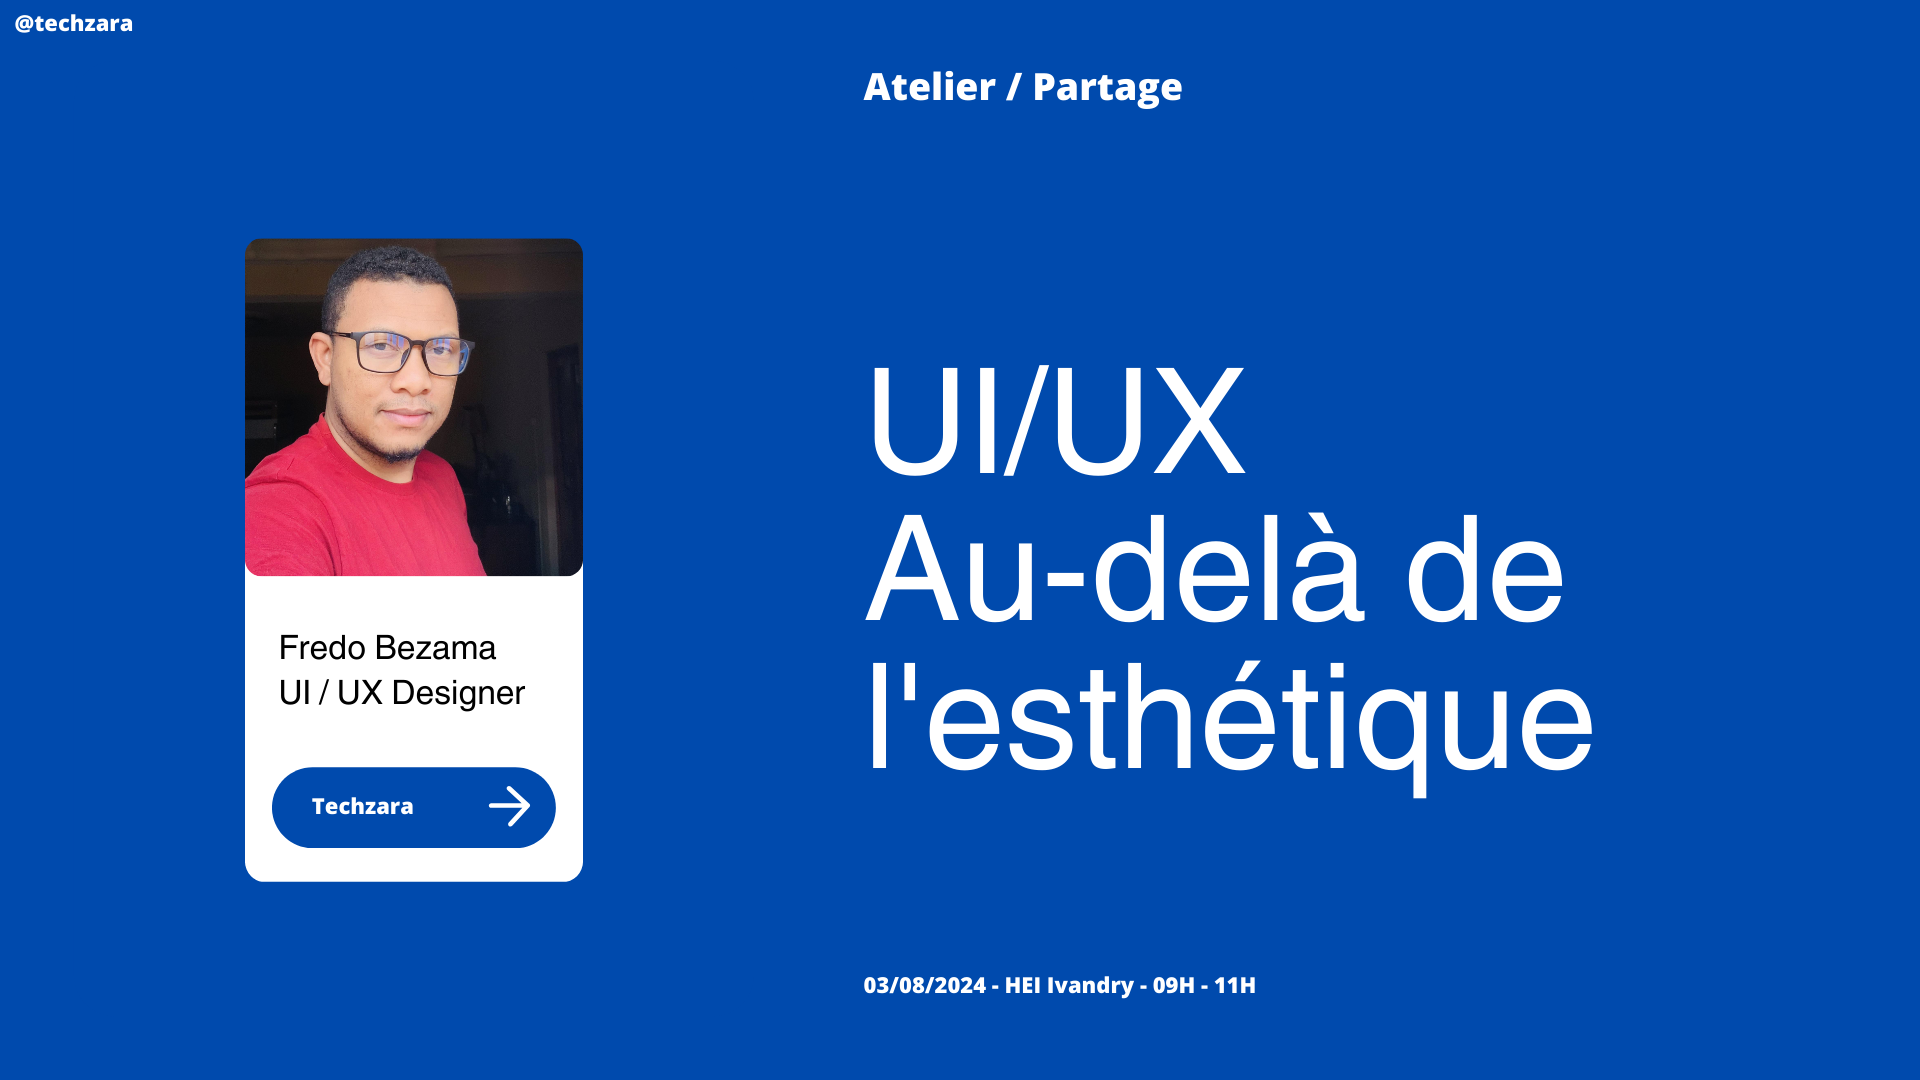 @techzara
Atelier / Partage
Fredo Bezama
UI / UX Designer
Techzara
UI/UX
Au-delà de
l'esthétique
03/08/2024 - HEI Ivandry - 09H - 11H